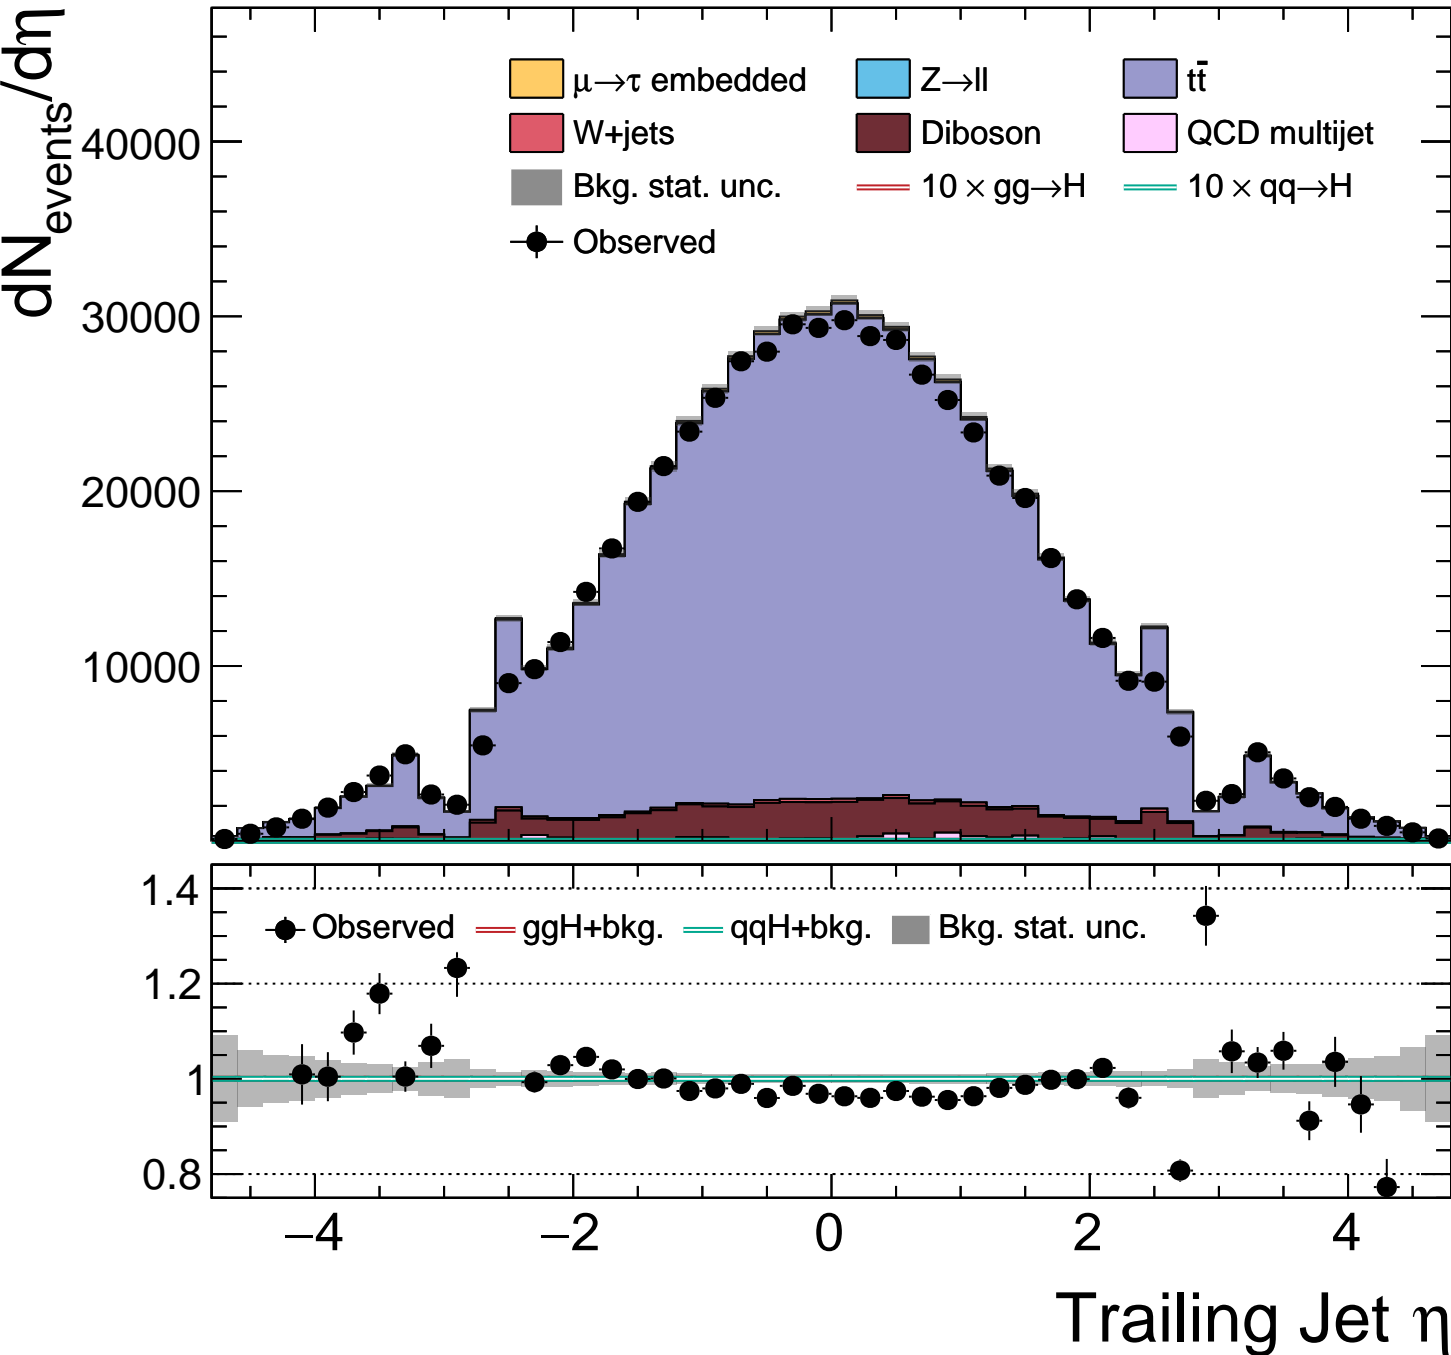 dN_events/dη
μ→τ embedded Z→ll tt̄
W+jets Diboson QCD multijet
Bkg. stat. unc. 10 × gg→H 10 × qq→H
Observed
40000
30000
20000
10000
1.4
Observed ggH+bkg. qqH+bkg. Bkg. stat. unc.
1.2
1
0.8
−4 −2 0 2 4
Trailing Jet η